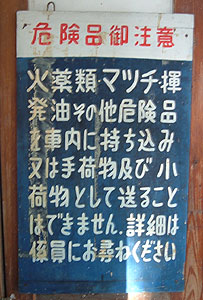 危険品御注意
火薬類・マツチ揮
発油その他危険品
を車内に持ち込み
又は手荷物及び小
荷物として送ること
はできません.詳細は
係員にお尋ねください